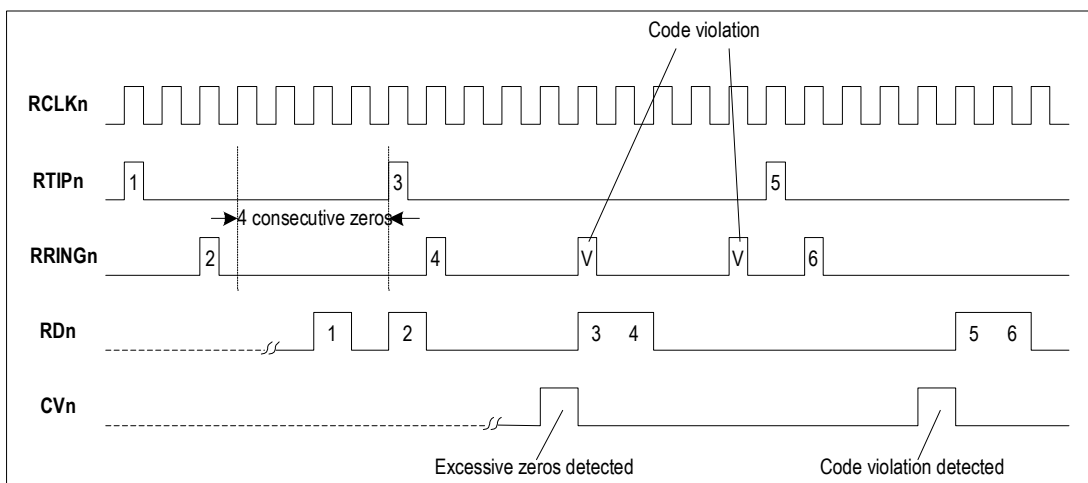 Code violation
RCLKn
RTIPn 1 3 5
4 consecutive zeros
RRINGn 2 4 V V 6
RDn 1 2 3 4 5 6
CVn
Excessive zeros detected Code violation detected